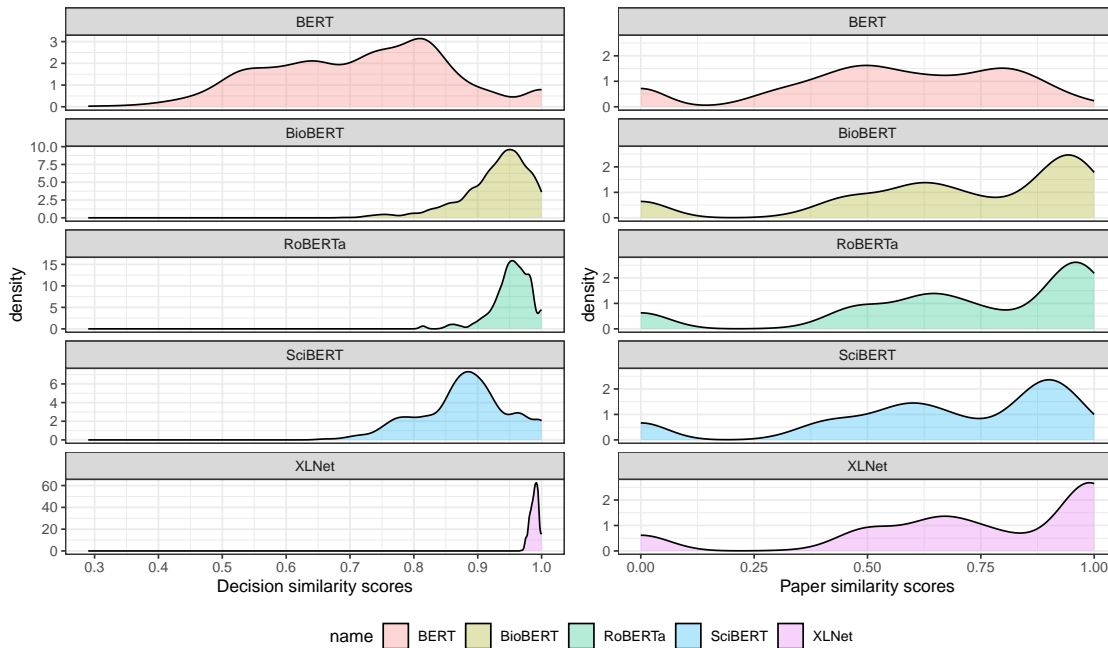 BERT
3
2
1
0
BioBERT
10.0
7.5
5.0
2.5
0.0
RoBERTa
15
10
5
0
SciBERT
6
4
2
0
XLNet
60
40
20
0
density
0.3 0.4 0.5 0.6 0.7 0.8 0.9 1.0
Decision similarity scores
BERT
2
1
0
BioBERT
2
1
0
RoBERTa
2
1
0
SciBERT
2
1
0
XLNet
2
1
0
density
0.00 0.25 0.50 0.75 1.00
Paper similarity scores
name BERT BioBERT RoBERTa SciBERT XLNet